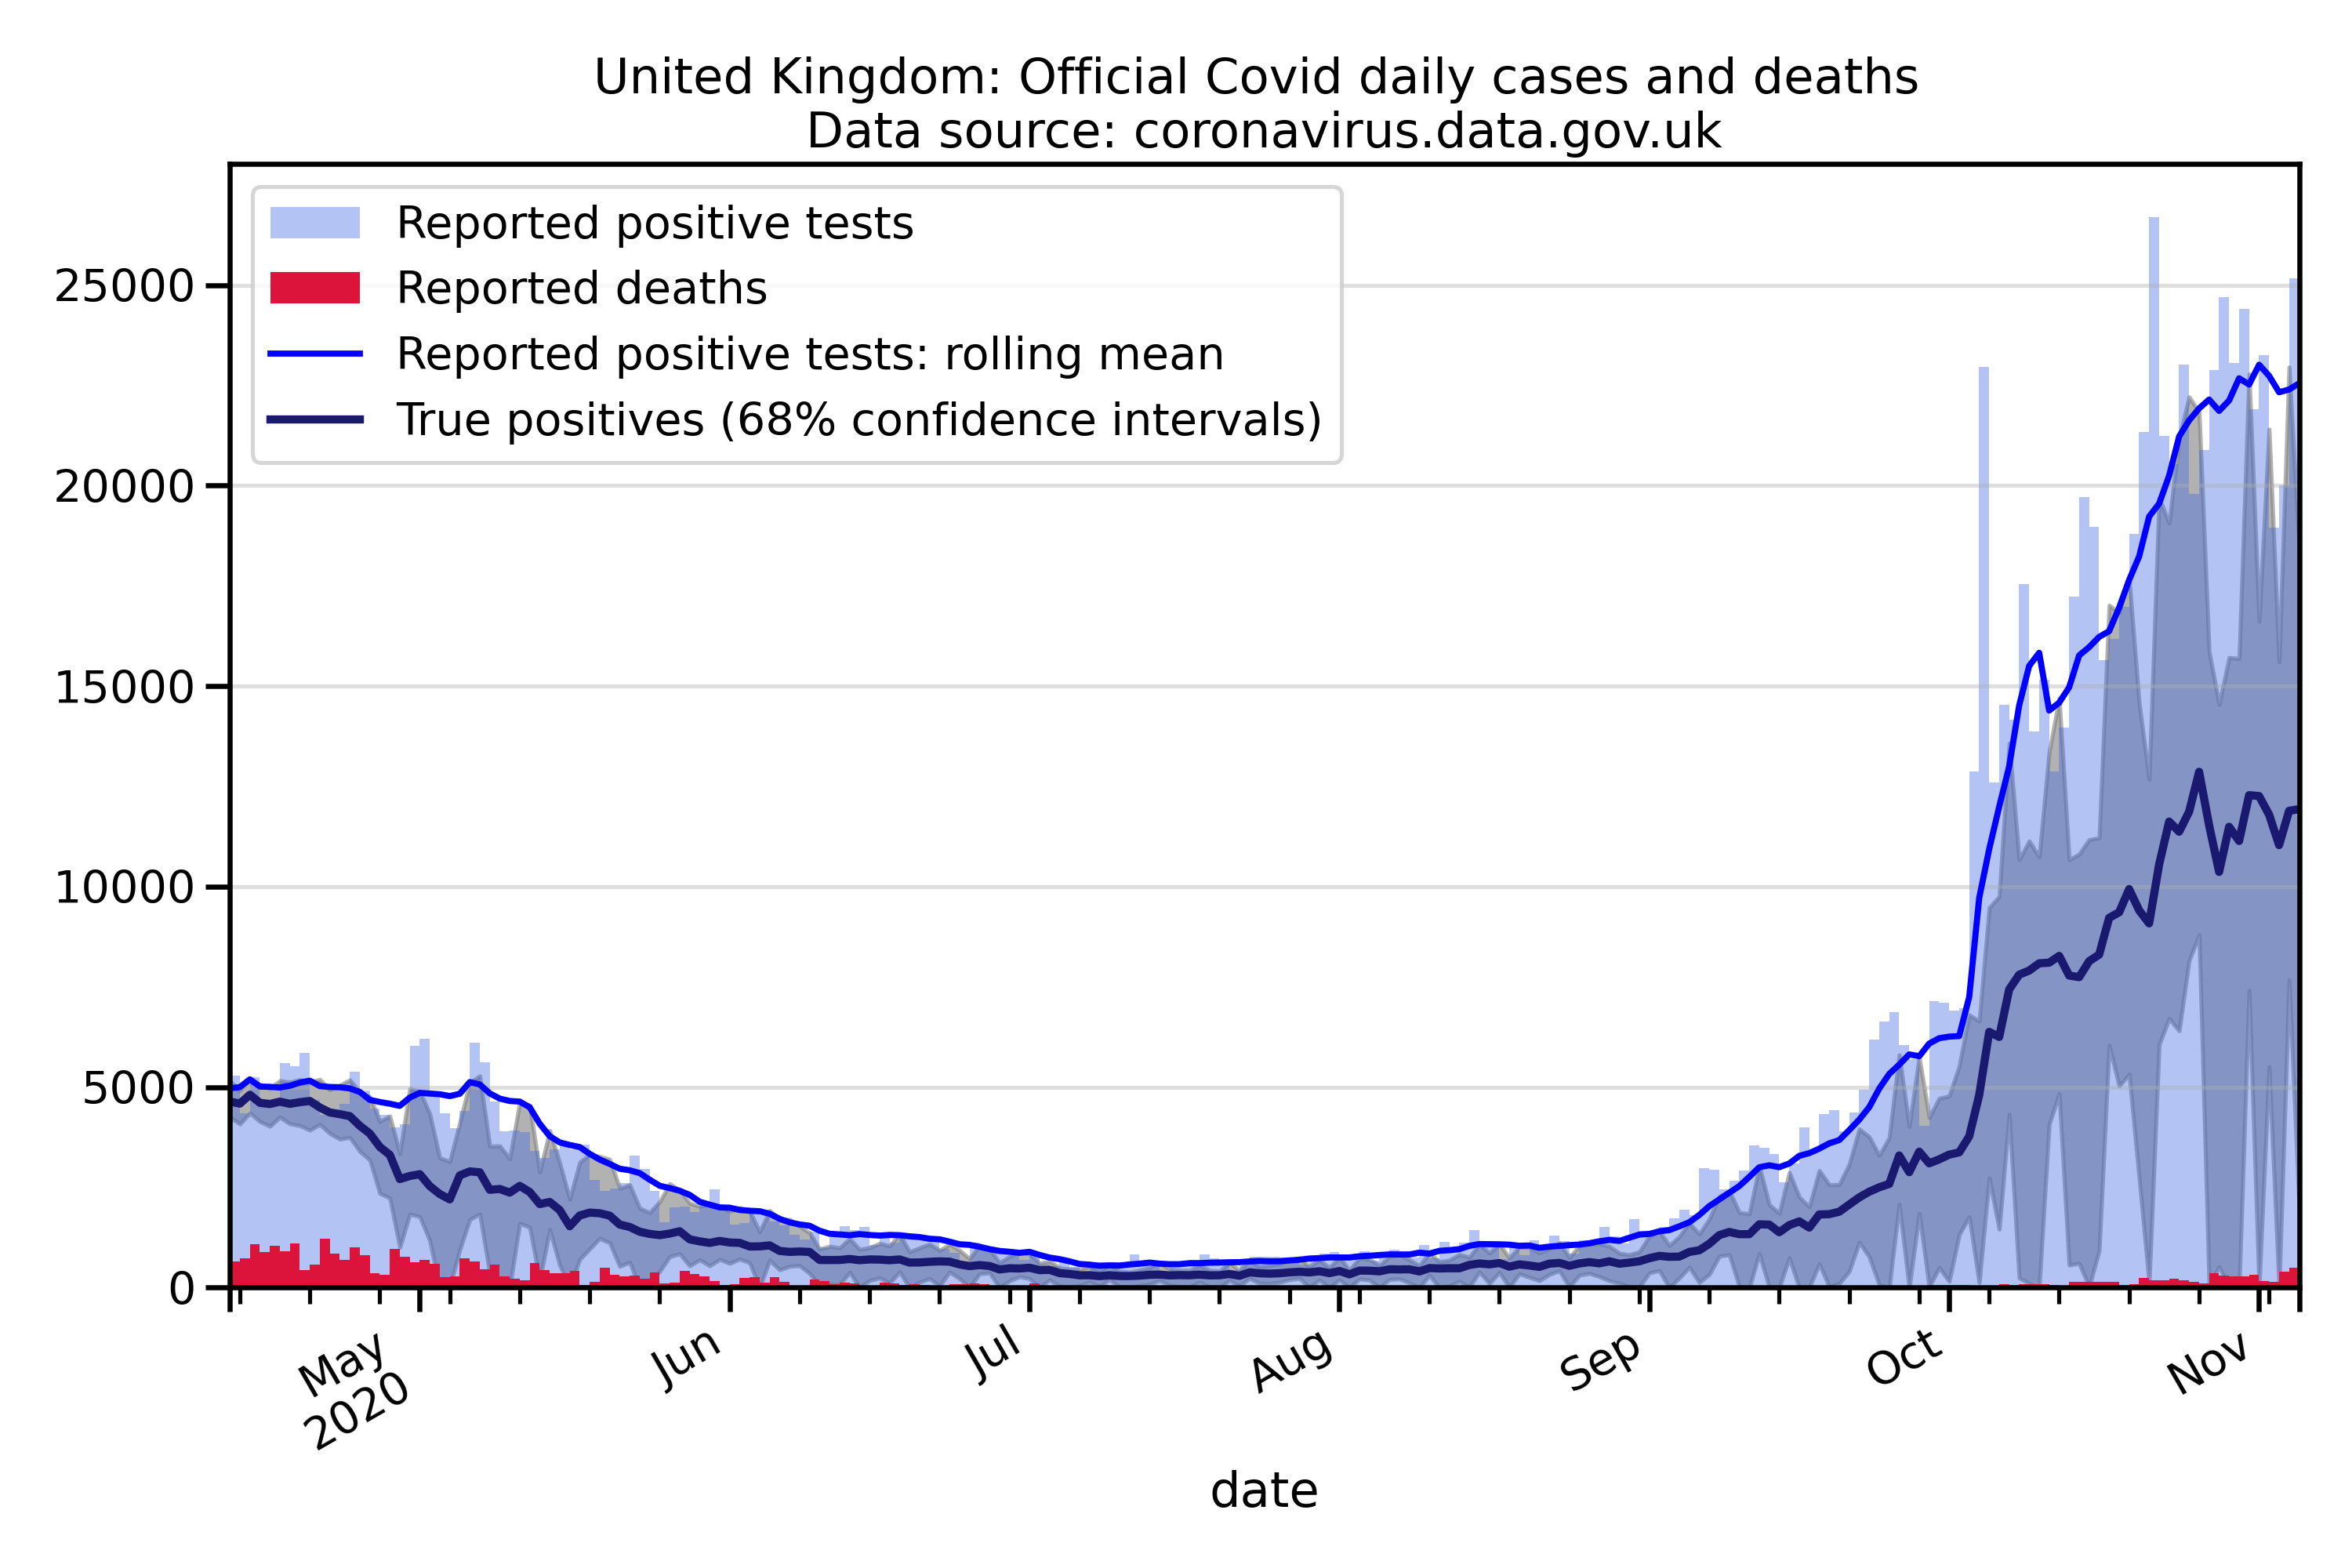 United Kingdom: Official Covid daily cases and deaths
Data source: coronavirus.data.gov.uk
Reported positive tests
Reported deaths
Reported positive tests: rolling mean
True positives (68% confidence intervals)
25000
20000
15000
10000
5000
0
May
2020
Jun
Jul
Aug
Sep
Oct
Nov
date